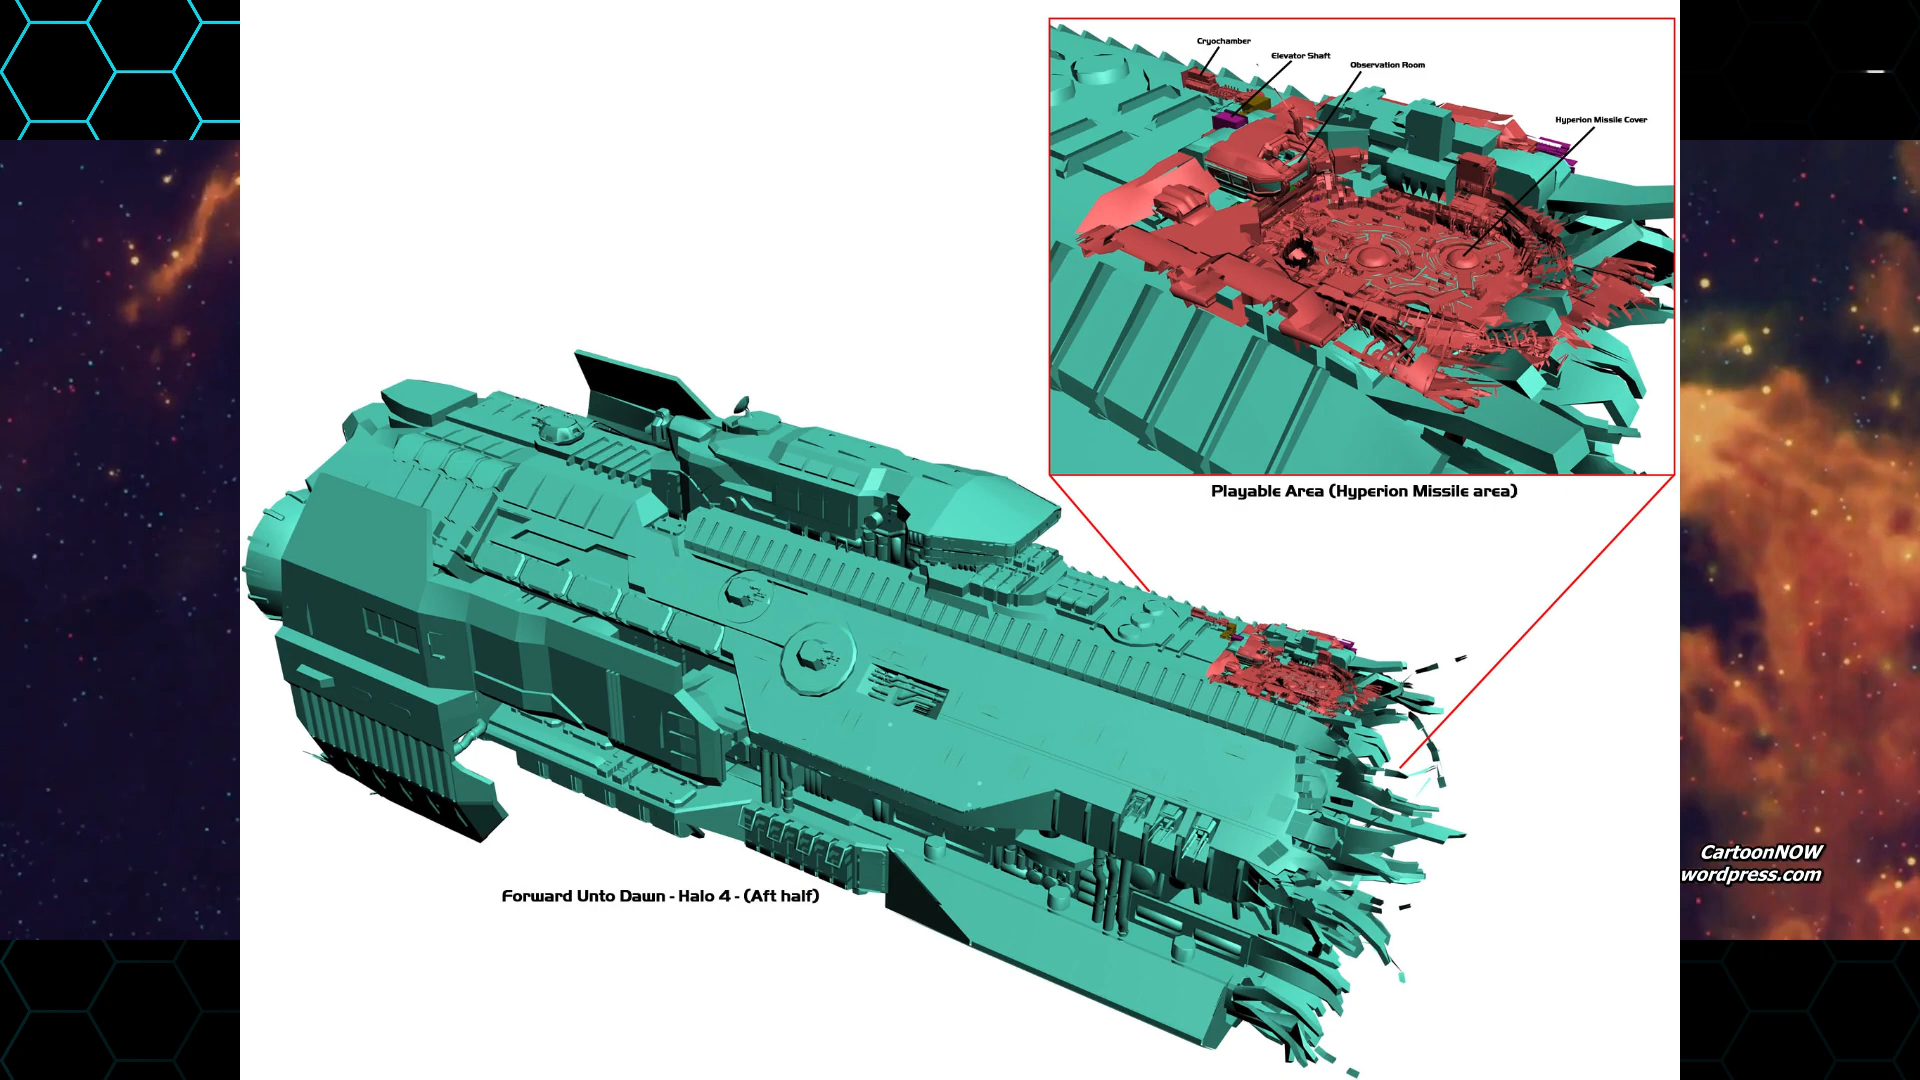 Cryochamber
Elevator Shaft
Observation Room
Hyperion Missile Cover
Playable Area (Hyperion Missile area)
Forward Unto Dawn - Halo 4 - (Aft half)
CartoonNOW
wordpress.com